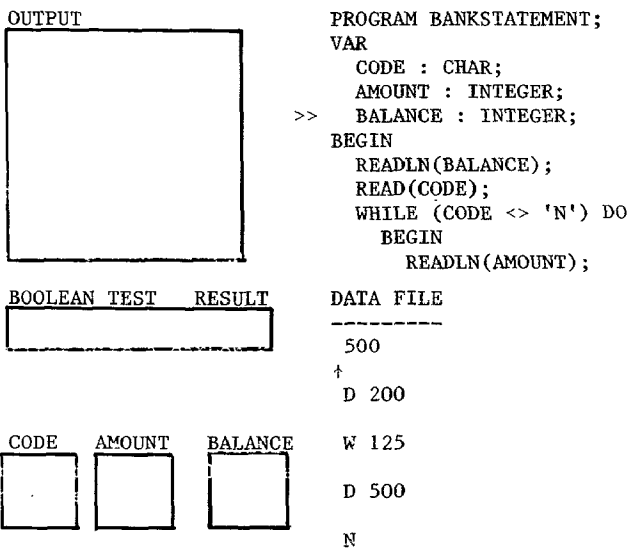 OUTPUT
PROGRAM BANKSTATEMENT;
VAR
CODE : CHAR;
AMOUNT : INTEGER;
>> BALANCE : INTEGER;
BEGIN
READLN(BALANCE);
READ(CODE);
WHILE (CODE <> 'N') DO
BEGIN
READLN(AMOUNT);
BOOLEAN TEST RESULT
DATA FILE
----------
500
↑
D 200
W 125
D 500
N
CODE AMOUNT BALANCE